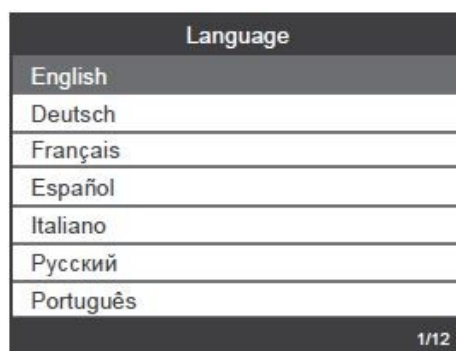 Language
English
Deutsch
Français
Español
Italiano
Русский
Português
1/12